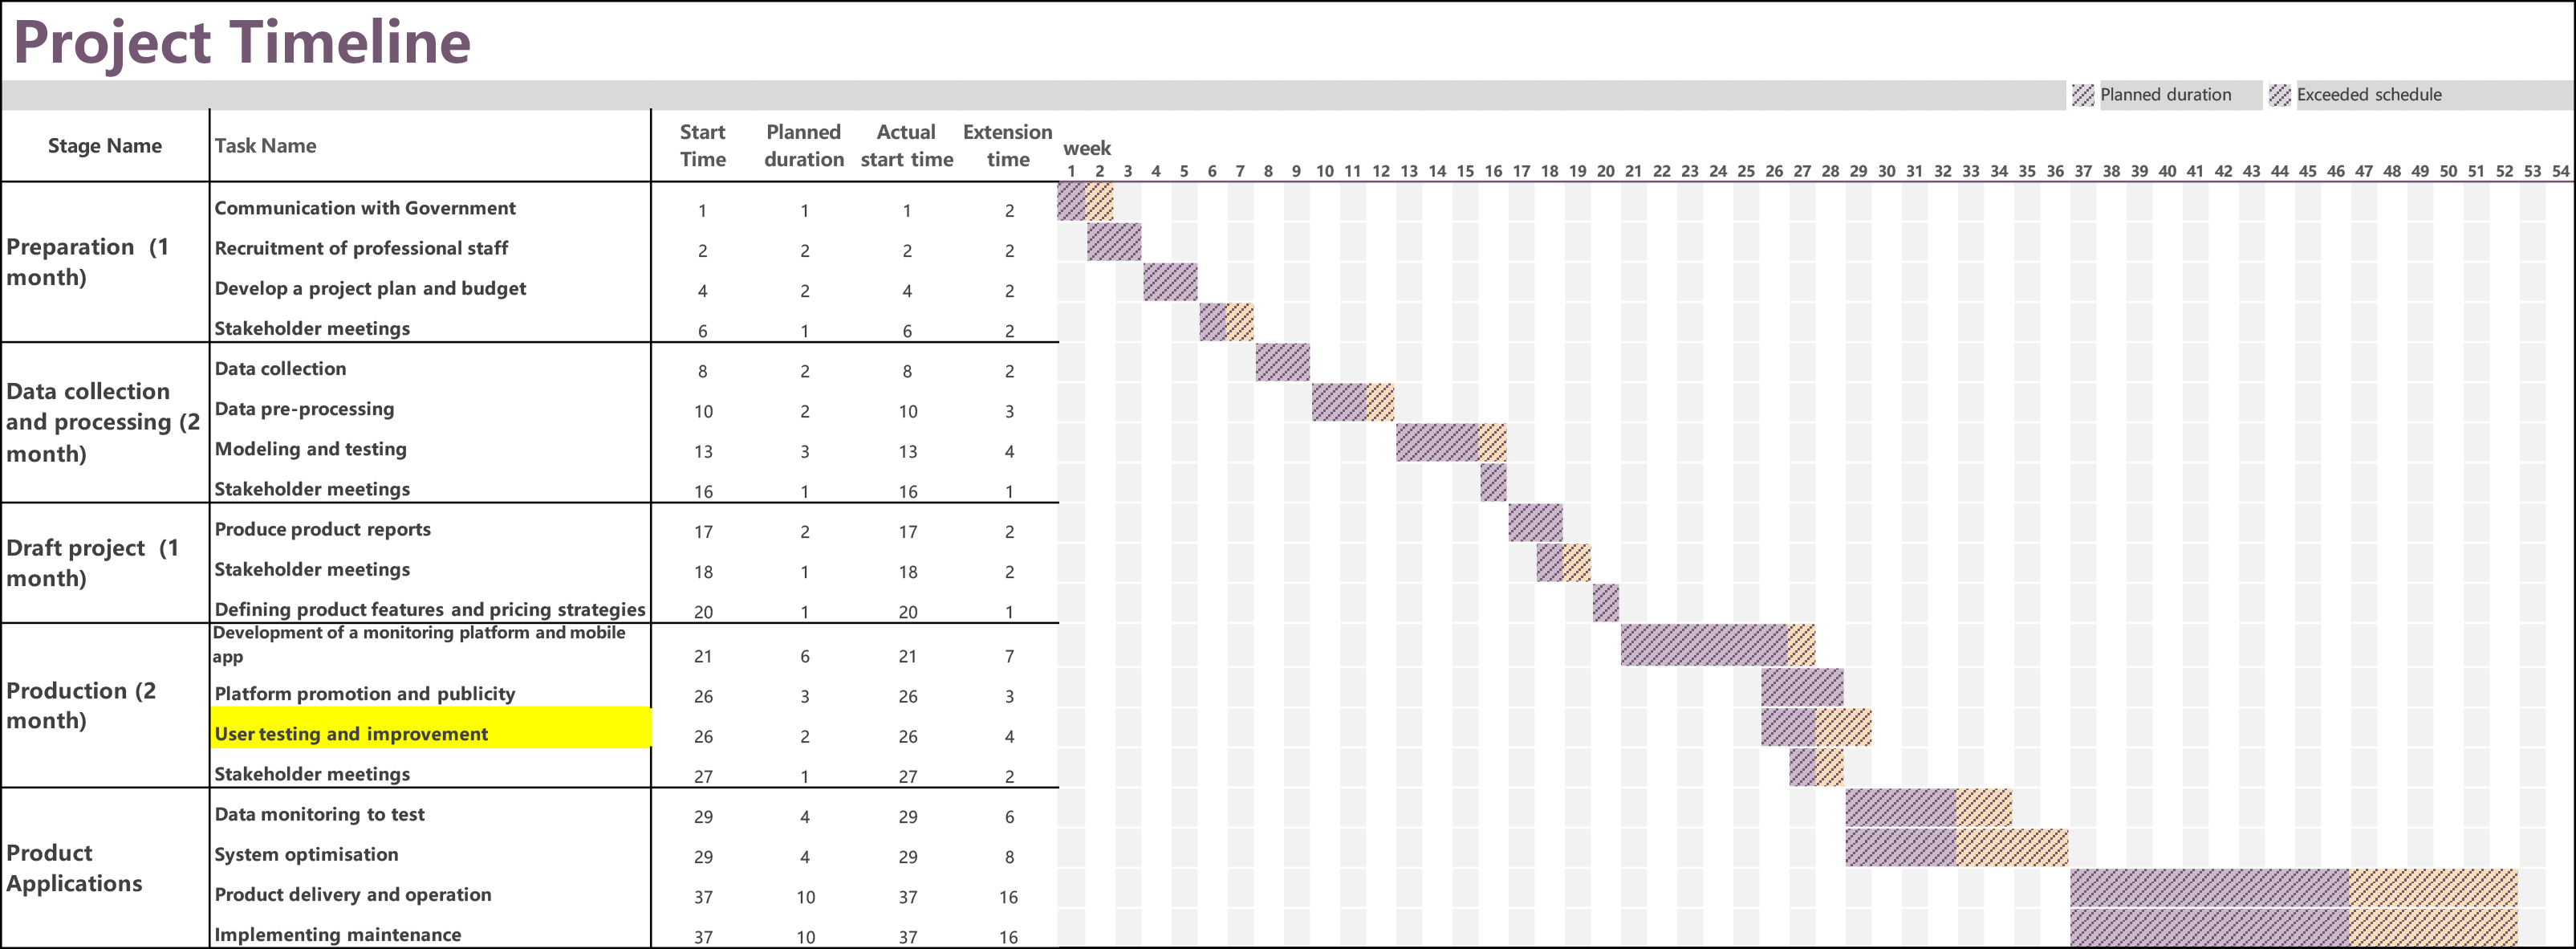 Project Timeline
Planned duration
Exceeded schedule
Stage Name Task Name Start Time Planned duration Actual start time Extension time week
1 2 3 4 5 6 7 8 9 10 11 12 13 14 15 16 17 18 19 20 21 22 23 24 25 26 27 28 29 30 31 32 33 34 35 36 37 38 39 40 41 42 43 44 45 46 47 48 49 50 51 52 53 54
Preparation (1
month)
Communication with Government 1 1 1 2
Recruitment of professional staff 2 2 2 2
Develop a project plan and budget 4 2 4 2
Stakeholder meetings 6 1 6 2
Data collection
and processing (2
month)
Data collection 8 2 8 2
Data pre-processing 10 2 10 3
Modeling and testing 13 3 13 4
Stakeholder meetings 16 1 16 1
Draft project (1
month)
Produce product reports 17 2 17 2
Stakeholder meetings 18 1 18 2
Defining product features and pricing strategies 20 1 20 1
Production (2
month)
Development of a monitoring platform and mobile
app 21 6 21 7
Platform promotion and publicity 26 3 26 3
User testing and improvement 26 2 26 4
Stakeholder meetings 27 1 27 2
Product
Applications
Data monitoring to test 29 4 29 6
System optimisation 29 4 29 8
Product delivery and operation 37 10 37 16
Implementing maintenance 37 10 37 16